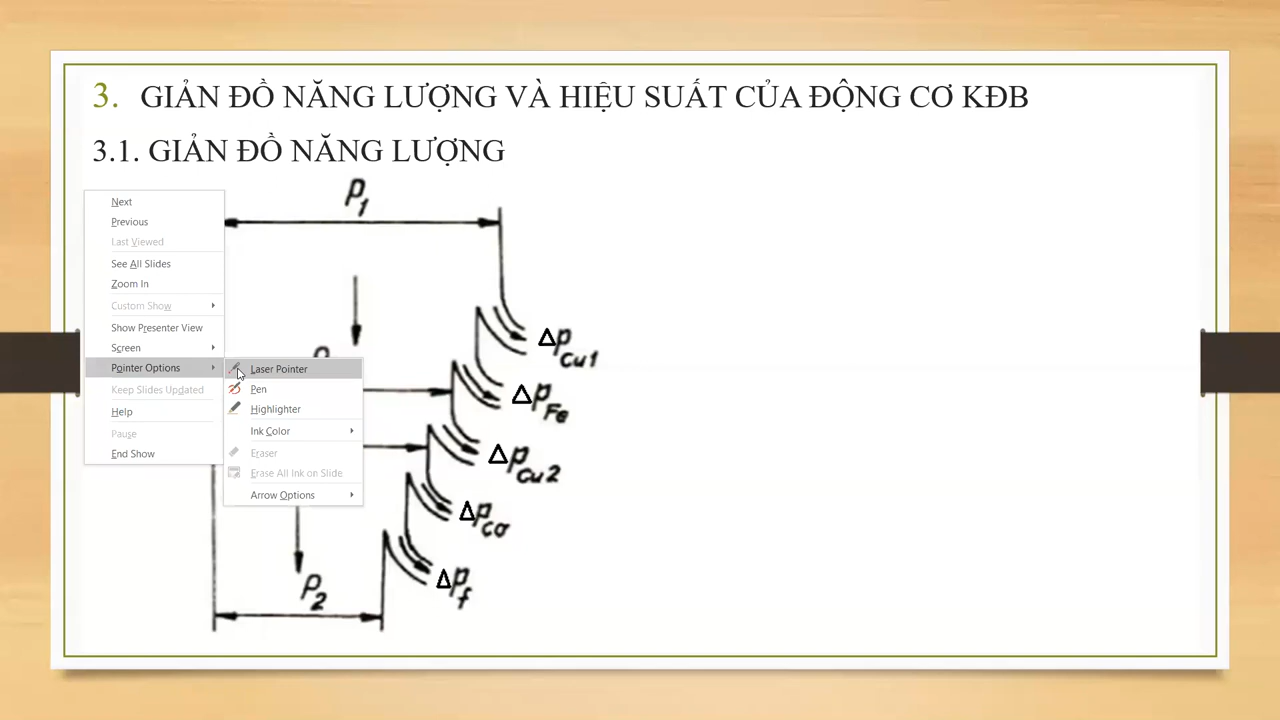 3. GIẢN ĐỒ NĂNG LƯỢNG VÀ HIỆU SUẤT CỦA ĐỘNG CƠ KĐB
3.1. GIẢN ĐỒ NĂNG LƯỢNG
P1
Next
Previous
Last Viewed
See All Slides
Zoom In
Custom Show
Show Presenter View
Screen
Pointer Options
Keep Slides Updated
Help
Pause
End Show
Laser Pointer
Pen
Highlighter
Ink Color
Eraser
Erase All Ink on Slide
Arrow Options
ΔpCu1
ΔpFe
ΔpCu2
Δpcơ
Δpf
P2